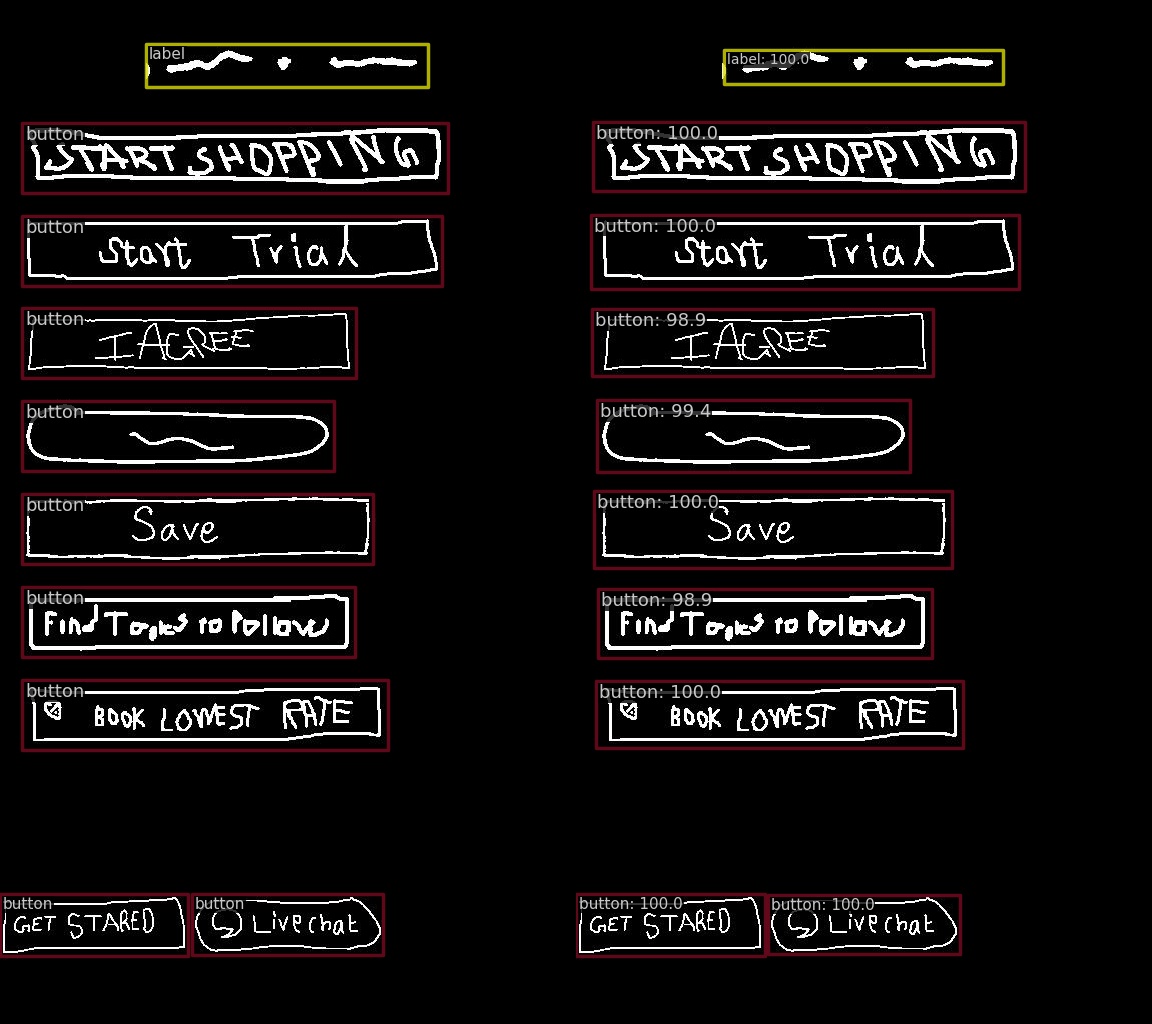 label label: 100.0
button button: 100.0
START SHOPPING START SHOPPING
button button: 100.0
Start Trial Start Trial
button button: 98.9
I AGREE I AGREE
button button: 99.4
button button: 100.0
Save Save
button button: 98.9
Find Topics to Follow Find Topics to Follow
button button: 100.0
BOOK LOWEST RATE BOOK LOWEST RATE
button button button: 100.0 button: 100.0
GET STARED Live chat GET STARED Live chat